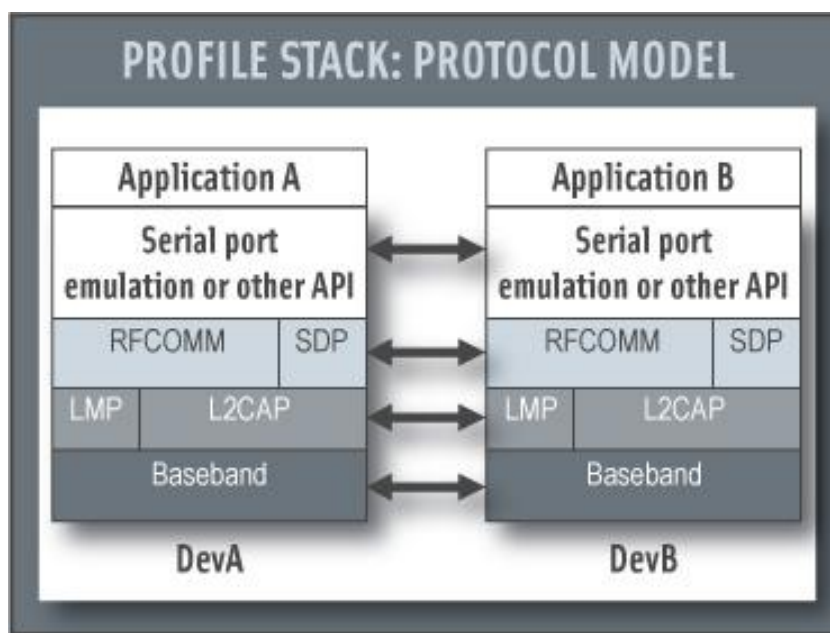 PROFILE STACK: PROTOCOL MODEL
Application A
Serial port
emulation or other API
RFCOMM SDP
LMP L2CAP
Baseband
DevA
Application B
Serial port
emulation or other API
RFCOMM SDP
LMP L2CAP
Baseband
DevB